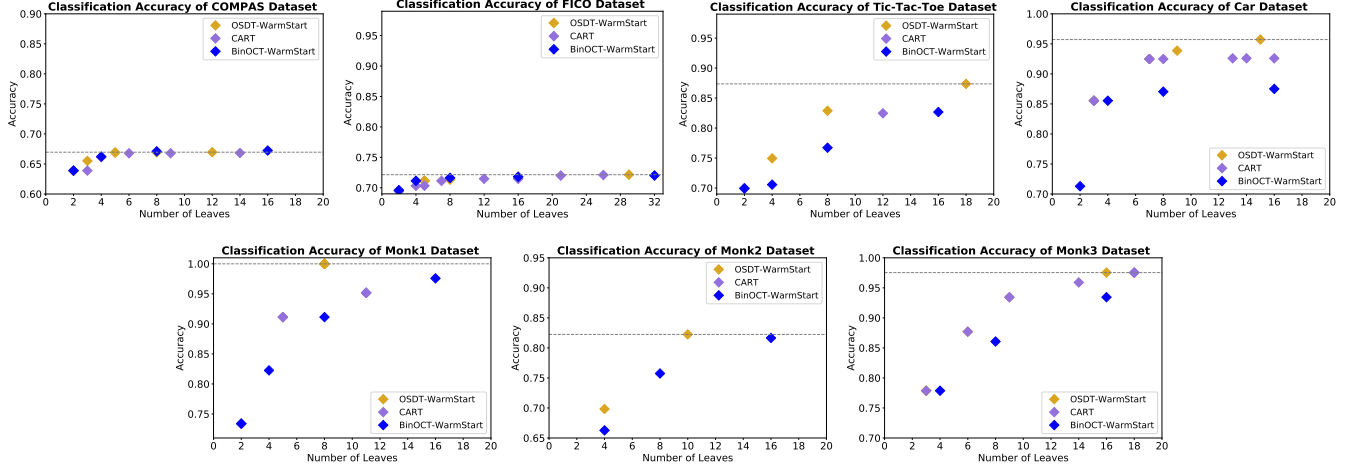 Classification Accuracy of COMPAS Dataset
0.90
0.85
0.80
0.75
0.70
0.65
0.60
Accuracy
OSDT-WarmStart
CART
BinOCT-WarmStart
0 2 4 6 8 10 12 14 16 18 20
Number of Leaves
Classification Accuracy of FICO Dataset
0.95
0.90
0.85
0.80
0.75
0.70
Accuracy
OSDT-WarmStart
CART
BinOCT-WarmStart
0 4 8 12 16 20 24 28 32
Number of Leaves
Classification Accuracy of Tic-Tac-Toe Dataset
0.95
0.90
0.85
0.80
0.75
0.70
Accuracy
OSDT-WarmStart
CART
BinOCT-WarmStart
0 2 4 6 8 10 12 14 16 18 20
Number of Leaves
Classification Accuracy of Car Dataset
1.00
0.95
0.90
0.85
0.80
0.75
0.70
Accuracy
OSDT-WarmStart
CART
BinOCT-WarmStart
0 2 4 6 8 10 12 14 16 18 20
Number of Leaves
Classification Accuracy of Monk1 Dataset
1.00
0.95
0.90
0.85
0.80
0.75
Accuracy
OSDT-WarmStart
CART
BinOCT-WarmStart
0 2 4 6 8 10 12 14 16 18 20
Number of Leaves
Classification Accuracy of Monk2 Dataset
0.95
0.90
0.85
0.80
0.75
0.70
0.65
Accuracy
OSDT-WarmStart
CART
BinOCT-WarmStart
0 2 4 6 8 10 12 14 16 18 20
Number of Leaves
Classification Accuracy of Monk3 Dataset
1.00
0.95
0.90
0.85
0.80
0.75
0.70
Accuracy
OSDT-WarmStart
CART
BinOCT-WarmStart
0 2 4 6 8 10 12 14 16 18 20
Number of Leaves